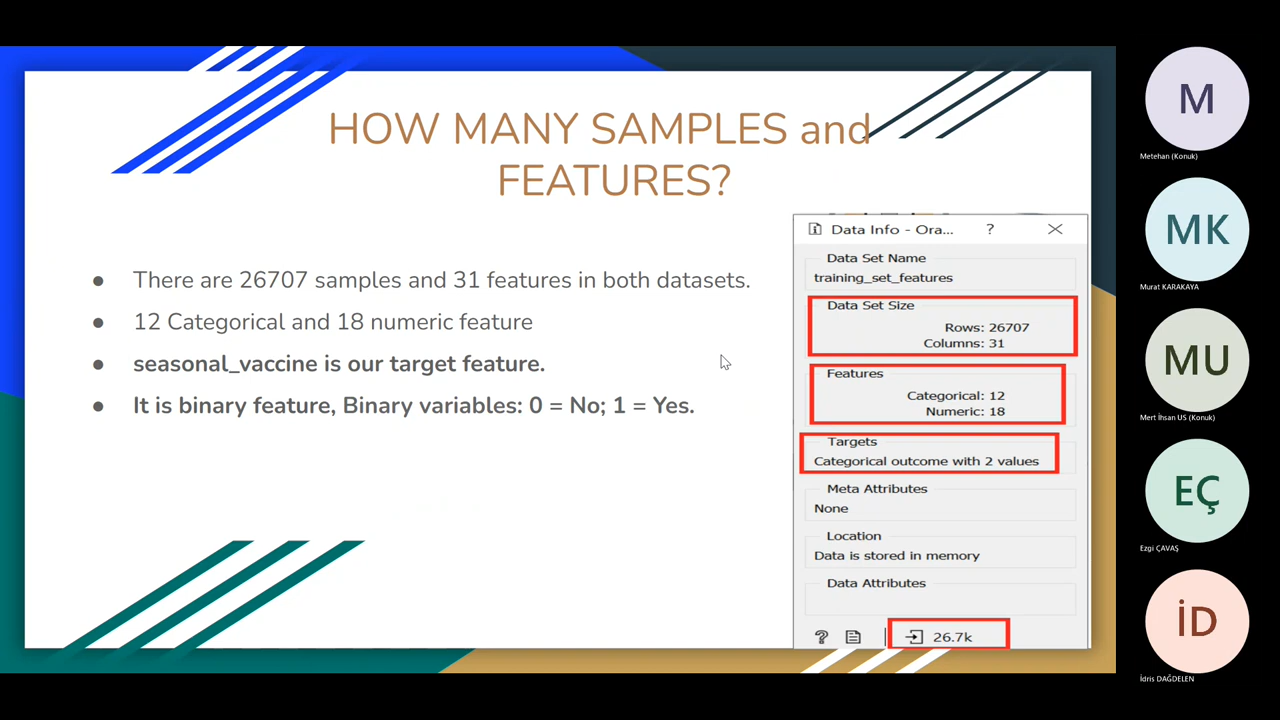 HOW MANY SAMPLES and
FEATURES?
● There are 26707 samples and 31 features in both datasets.
● 12 Categorical and 18 numeric feature
● seasonal_vaccine is our target feature.
● It is binary feature, Binary variables: 0 = No; 1 = Yes.
Data Info - Ora... ?
Data Set Name
training_set_features
Data Set Size
Rows: 26707
Columns: 31
Features
Categorical: 12
Numeric: 18
Targets
Categorical outcome with 2 values
Meta Attributes
None
Location
Data is stored in memory
Data Attributes
? 26.7k
M
Metehan (Konuk)
MK
Murat KARAKAYA
MU
Mert İhsan US (Konuk)
EÇ
Ezgi ÇAVAŞ
İD
İdris DAĞDELEN